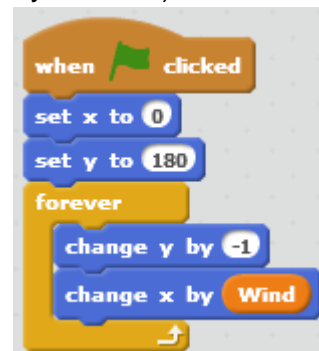 when clicked
set x to 0
set y to 180
forever
change y by -1
change x by Wind